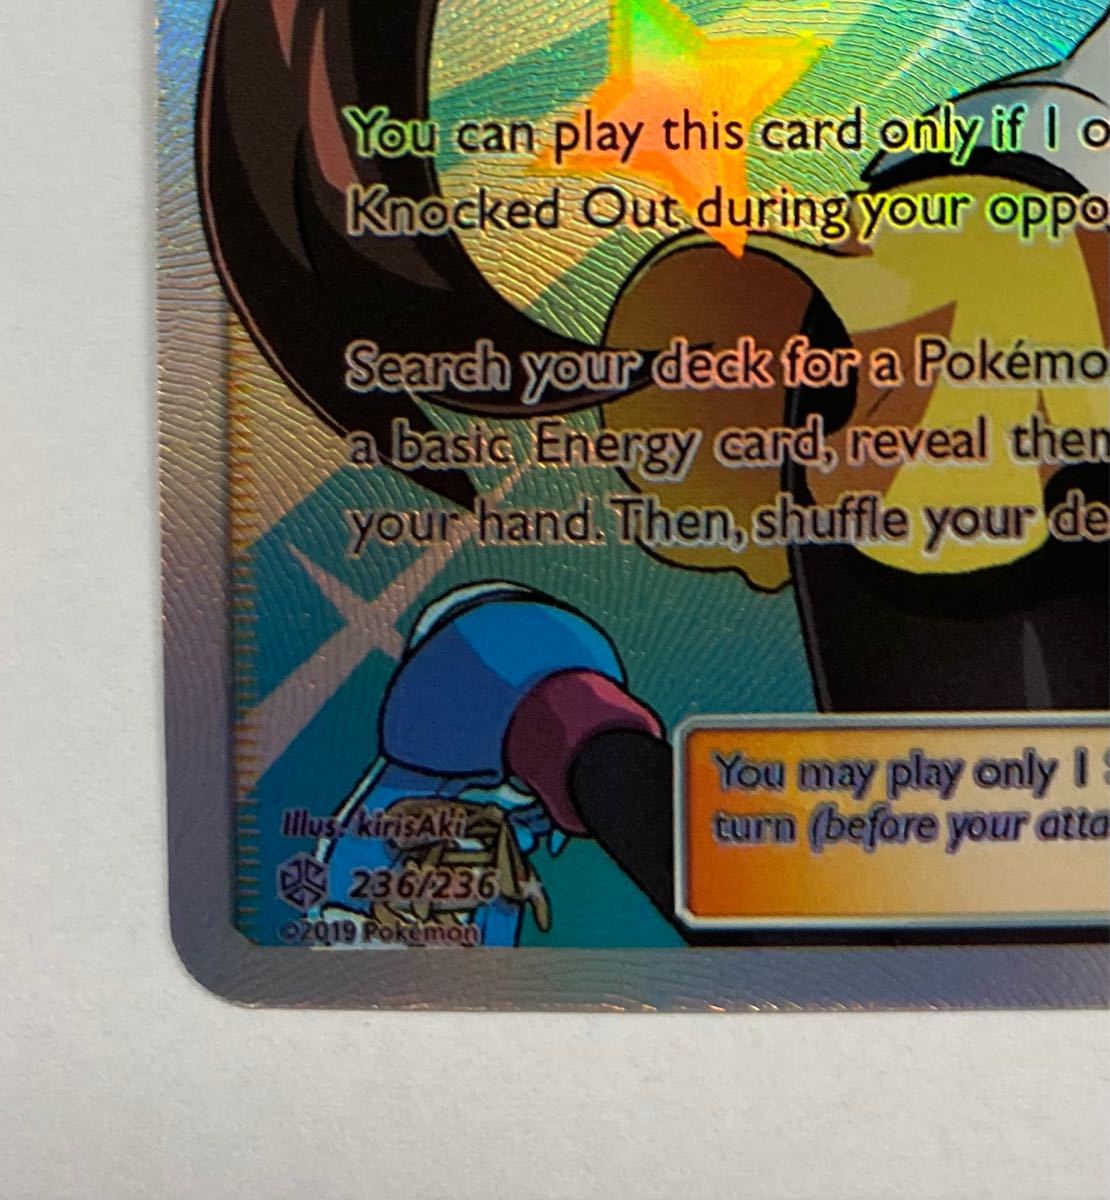 You can play this card only if 1 o
Knocked Out during your oppo
Search your deck for a Pokémo
a basic Energy card, reveal them
your hand. Then, shuffle your de
You may play only 1 S
turn (before your atta
Illus. kirisAki
236/236
©2019 Pokémon